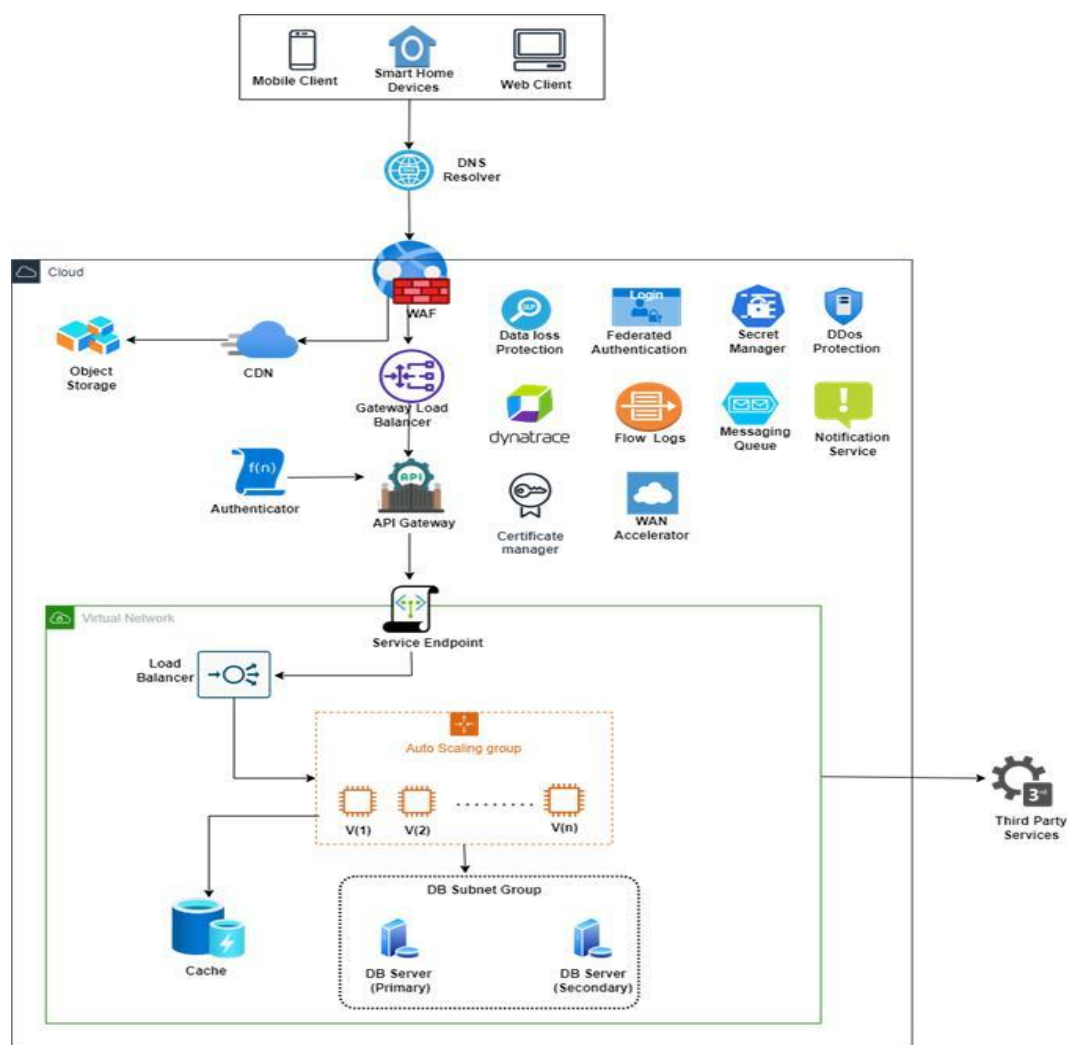 Mobile Client
Smart Home
Devices
Web Client
DNS
Resolver
Cloud
WAF
Object
Storage
CDN
Data loss
Protection
Login
Federated
Authentication
Secret
Manager
DDos
Protection
Gateway Load
Balancer
dynatrace
Flow Logs
Messaging
Queue
Notification
Service
f(n)
Authenticator
API
API Gateway
Certificate
manager
WAN
Accelerator
Virtual Network
Service Endpoint
Load
Balancer
Auto Scaling group
V(1)
V(2)
V(n)
3rd
Third Party
Services
DB Subnet Group
Cache
DB Server
(Primary)
DB Server
(Secondary)